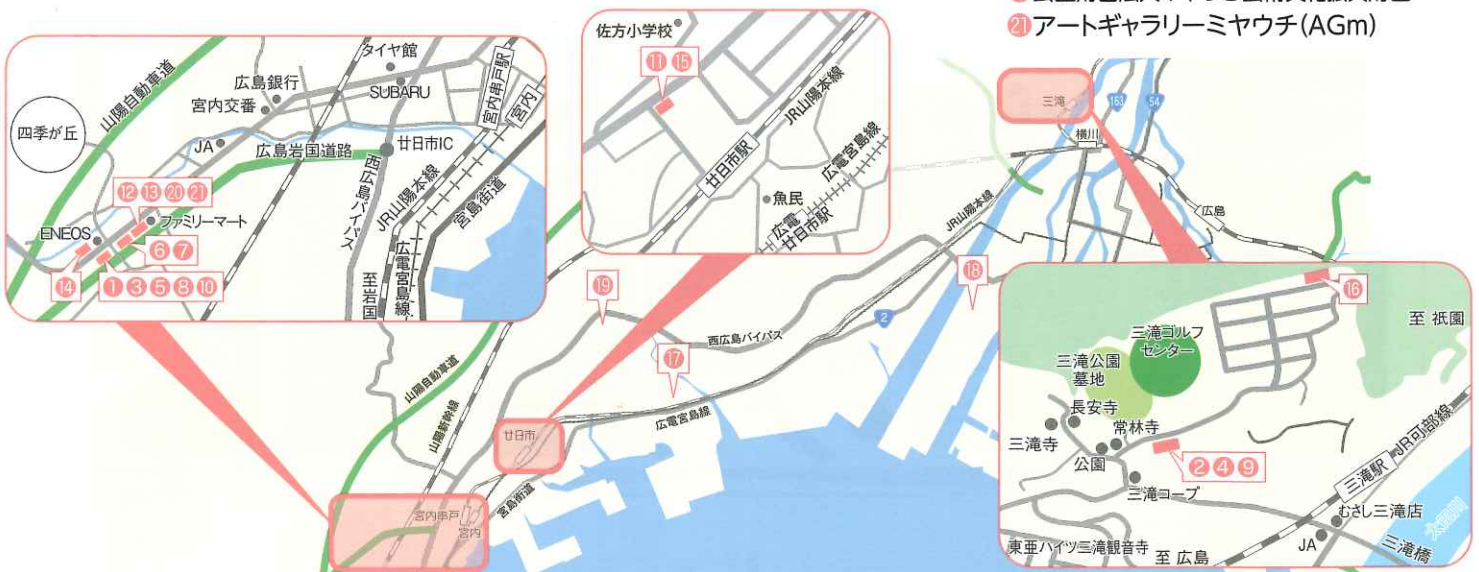 ㉑アートギャラリーミヤウチ(AGm)
四季が丘
山陽自動車道
広島銀行
宮内交番
タイヤ館
SUBARU
宮内串戸駅
宮内
JA
広島岩国道路
廿日市IC
西広島バイパス
JR山陽本線
宮島街道
広電宮島線
至岩国
⑫⑬⑳㉑
ファミリーマート
ENEOS
⑥⑦
⑭
①③⑤⑧⑩
佐方小学校
⑪⑮
JR山陽本線
廿日市駅
広電宮島線
魚民
広電
廿日市駅
三滝
163
54
横川
広島
JR山陽本線
⑲
⑱
西広島バイパス
2
⑰
広電宮島線
山陽自動車道
山陽新幹線
廿日市
宮島街道
宮内串戸
宮内
⑯
至 祇園
三滝ゴルフ
センター
三滝公園
墓地
長安寺
三滝寺
常林寺
公園
②④⑨
三滝コープ
三滝駅
JR可部線
むさし三滝店
JA
太田川
三滝橋
東亜ハイツ三滝観音寺
至 広島